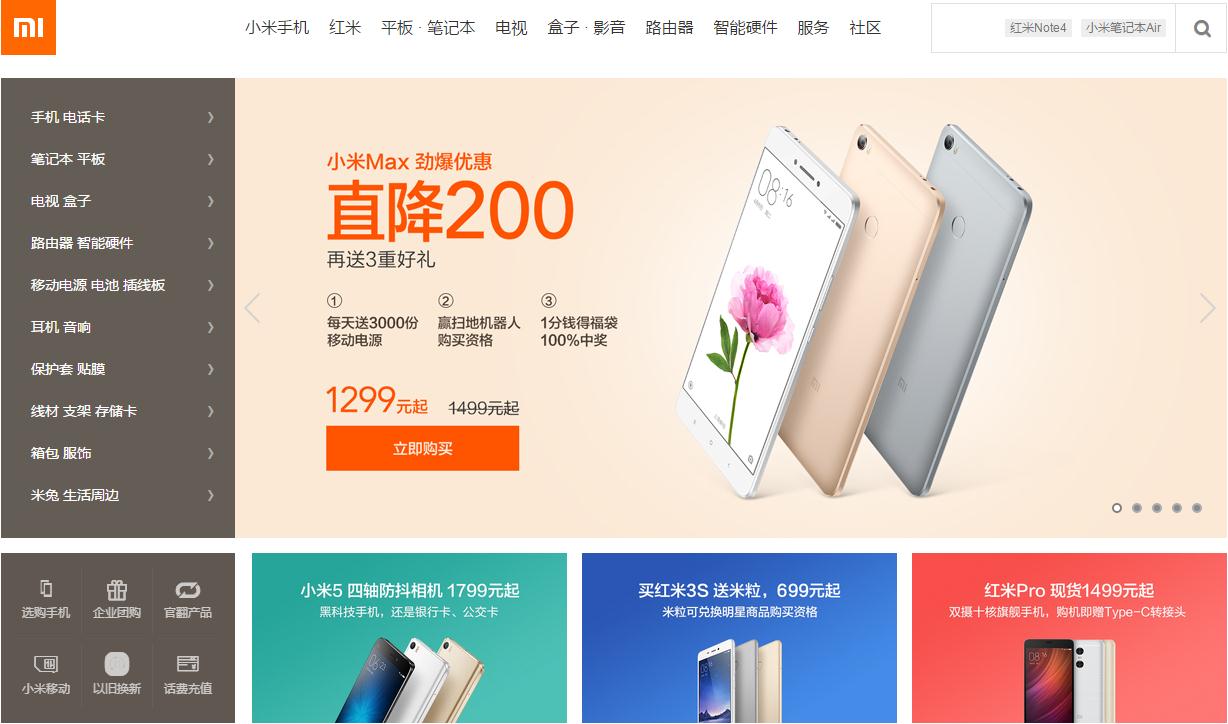 mi
小米手机 红米 平板 · 笔记本 电视 盒子 · 影音 路由器 智能硬件 服务 社区
红米Note4 小米笔记本Air
手机 电话卡
笔记本 平板
电视 盒子
路由器 智能硬件
移动电源 电池 插线板
耳机 音响
保护套 贴膜
线材 支架 存储卡
箱包 服饰
米兔 生活周边
小米Max 劲爆优惠
直降200
再送3重好礼
① ② ③
每天送3000份 赢扫地机器人 1分钱得福袋
移动电源 购买资格 100%中奖
1299元起 1499元起
立即购买
08:16
mi
mi
选购手机 企业团购 官翻产品
小米移动 以旧换新 话费充值
小米5 四轴防抖相机 1799元起
黑科技手机，还是银行卡、公交卡
买红米3S 送米粒，699元起
米粒可兑换明星商品购买资格
08:16
红米Pro 现货1499元起
双摄十核旗舰手机，购机即赠Type-C转接头
08:16